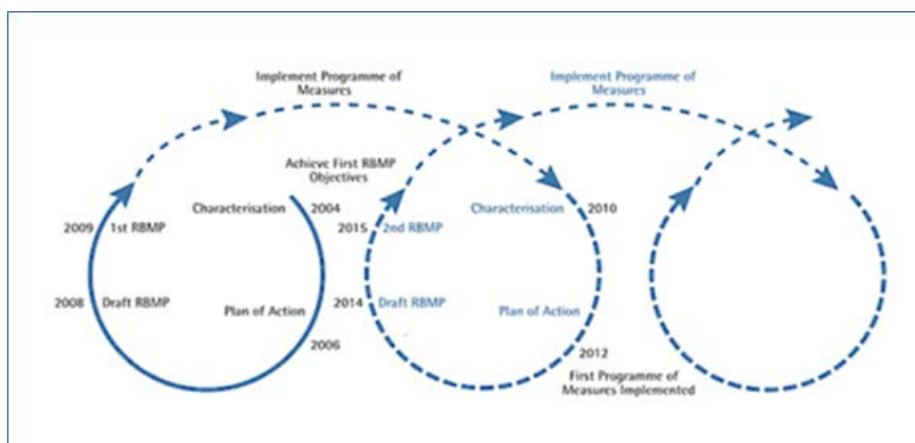 Implement Programme of
Measures
Implement Programme of
Measures
Achieve First RBMP
Objectives
Characterisation
2004
2009
1st RBMP
2015
2nd RBMP
Characterisation
2010
2008
Draft RBMP
Plan of Action
2014
Draft RBMP
Plan of Action
2006
2012
First Programme of
Measures Implemented